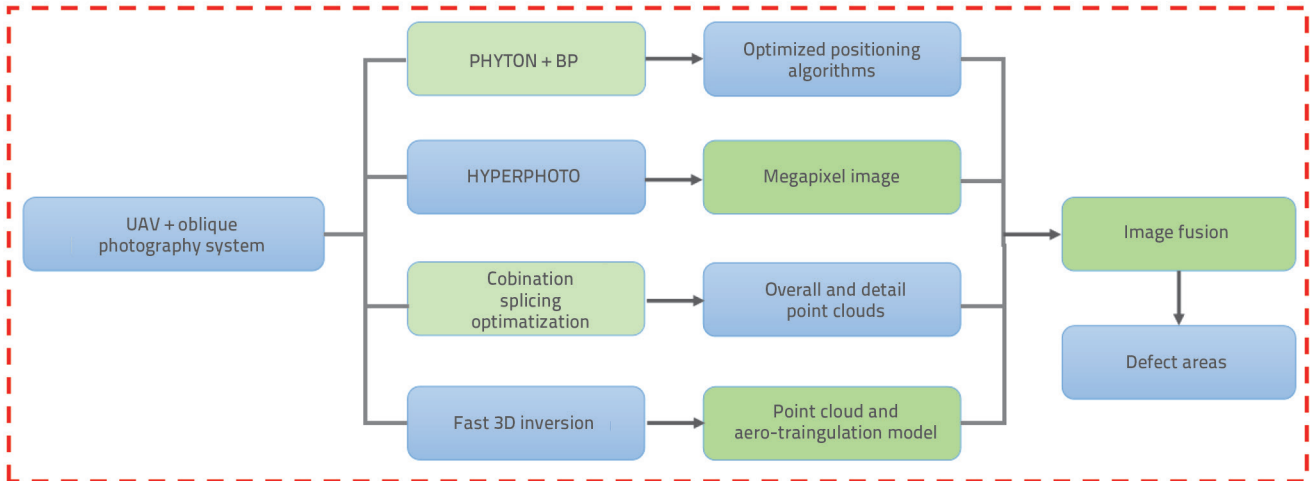 PHYTON + BP
Optimized positioning
algorithms
HYPERPHOTO
Megapixel image
UAV + oblique
photography system
Image fusion
Cobination
splicing
optimatization
Overall and detail
point clouds
Defect areas
Fast 3D inversion
Point cloud and
aero-traingulation model